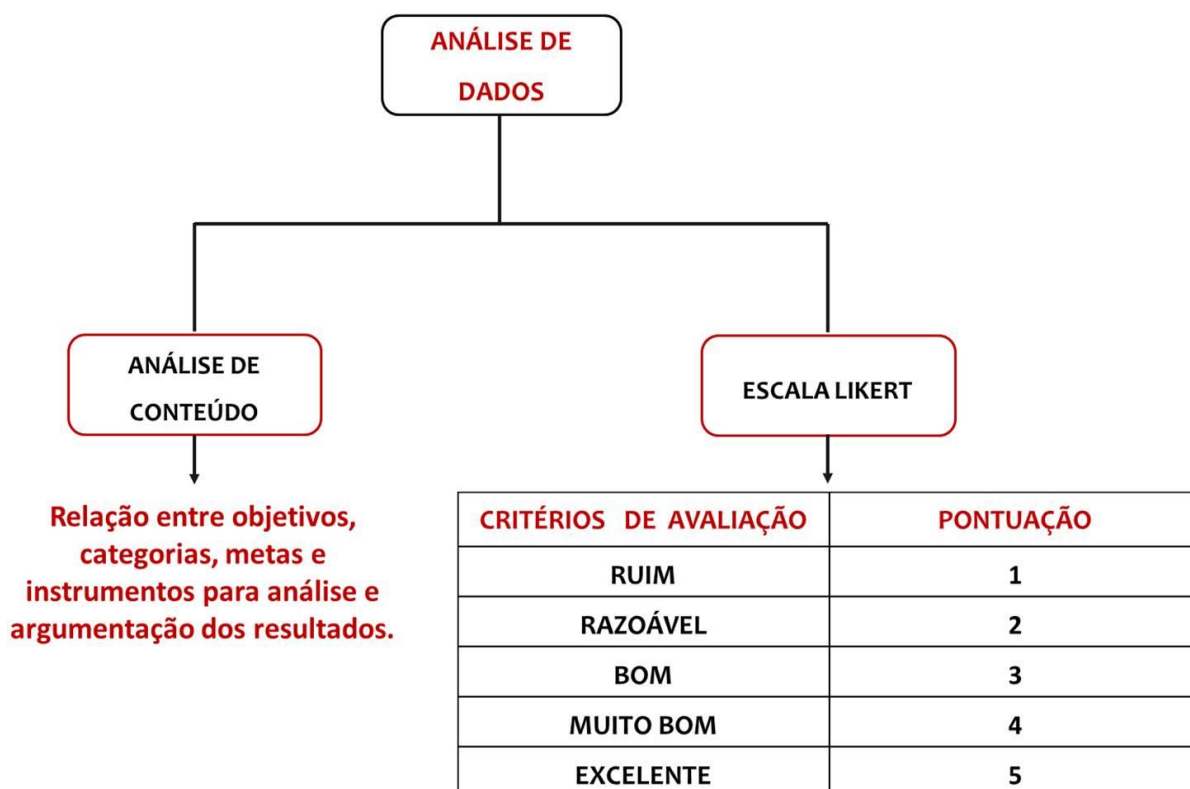 ANÁLISE DE
DADOS
ANÁLISE DE
CONTEÚDO
Relação entre objetivos,
categorias, metas e
instrumentos para análise e
argumentação dos resultados.
ESCALA LIKERT
CRITÉRIOS DE AVALIAÇÃO PONTUAÇÃO
RUIM 1
RAZOÁVEL 2
BOM 3
MUITO BOM 4
EXCELENTE 5